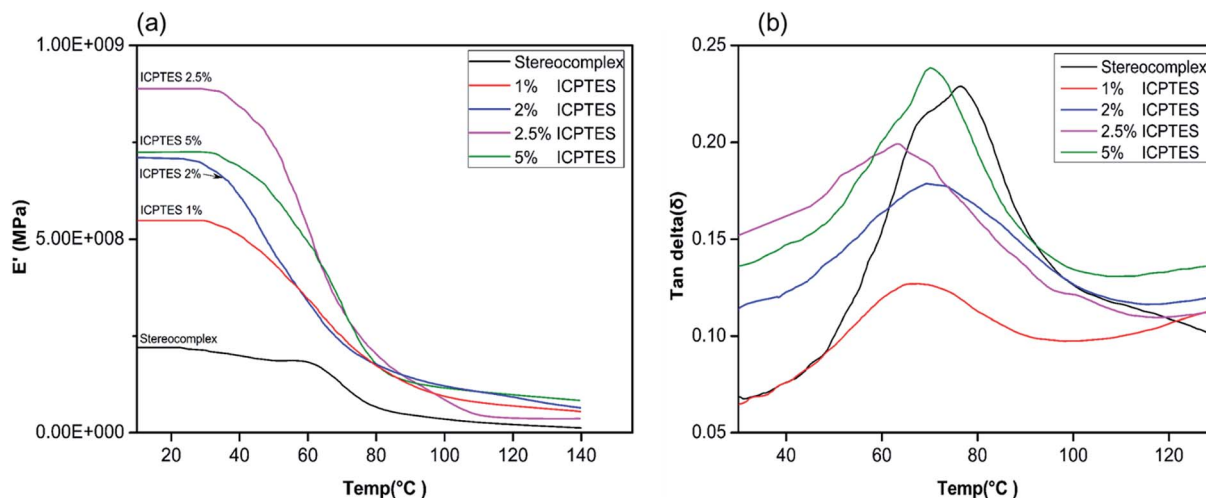 (a)
1.00E+009
5.00E+008
0.00E+000
E' (MPa)
ICPTES 2.5%
ICPTES 5%
ICPTES 2%
ICPTES 1%
Stereocomplex
Stereocomplex
1% ICPTES
2% ICPTES
2.5% ICPTES
5% ICPTES
20 40 60 80 100 120 140
Temp(°C )
(b)
0.25
0.20
0.15
0.10
0.05
Tan delta(δ)
Stereocomplex
1% ICPTES
2% ICPTES
2.5% ICPTES
5% ICPTES
40 60 80 100 120
Temp(°C )